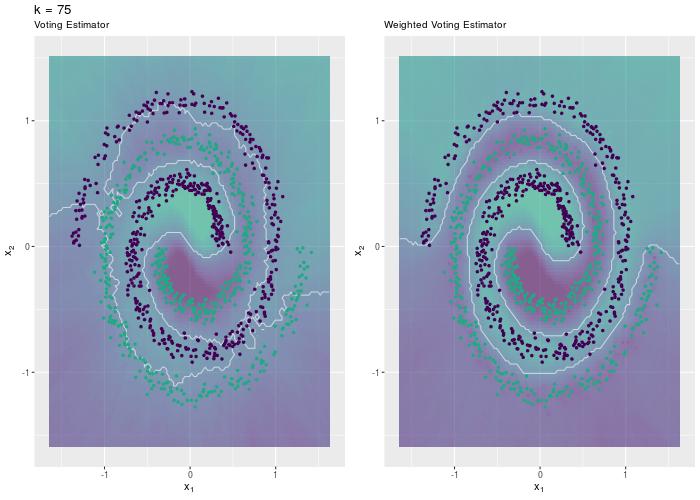 k = 75
Voting Estimator
Weighted Voting Estimator
1
0
-1
x2
-1
0
1
x1
1
0
-1
x2
-1
0
1
x1